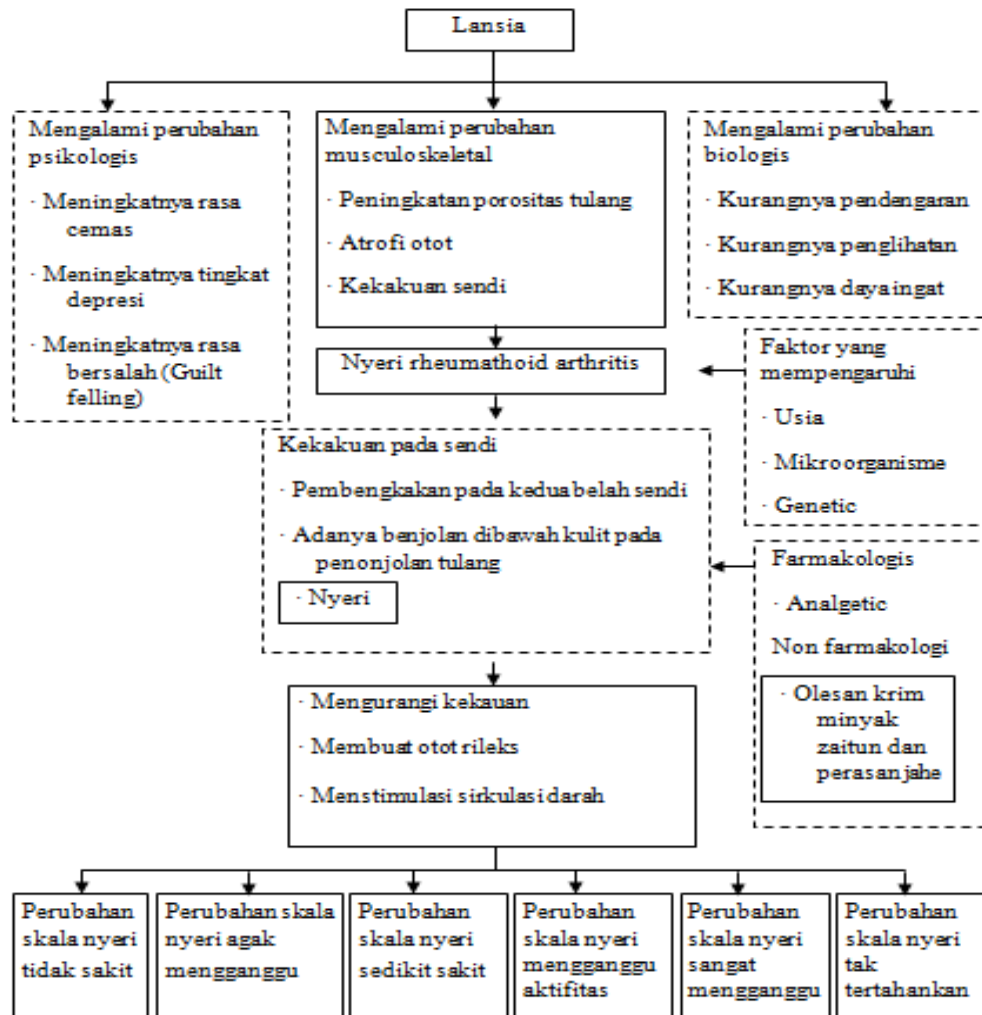 Lansia
Mengalami perubahan
psikologis
· Meningkatnya rasa
cemas
· Meningkatnya tingkat
depresi
· Meningkatnya rasa
bersalah (Guilt
felling)
Mengalami perubahan
musculoskeletal
· Peningkatan porositas tulang
· Atrofi otot
· Kekakuan sendi
Mengalami perubahan
biologis
· Kurangnya pendengaran
· Kurangnya penglihatan
· Kurangnya daya ingat
Nyeri rheumathoid arthritis
Faktor yang
mempengaruhi
· Usia
· Mikroorganisme
· Genetic
Kekakuan pada sendi
· Pembengkakan pada kedua belah sendi
· Adanya benjolan dibawah kulit pada
penonjolan tulang
· Nyeri
Farmakologis
· Analgetic
Non farmakologi
· Olesan krim
minyak
zaitun dan
perasan jahe
· Mengurangi kekauan
· Membuat otot rileks
· Menstimulasi sirkulasi darah
Perubahan
skala nyeri
tidak sakit
Perubahan skala
nyeri agak
mengganggu
Perubahan
skala nyeri
sedikit sakit
Perubahan
skala nyeri
mengganggu
aktifitas
Perubahan
skala nyeri
sangat
mengganggu
Perubahan
skala nyeri
tak
tertahankan